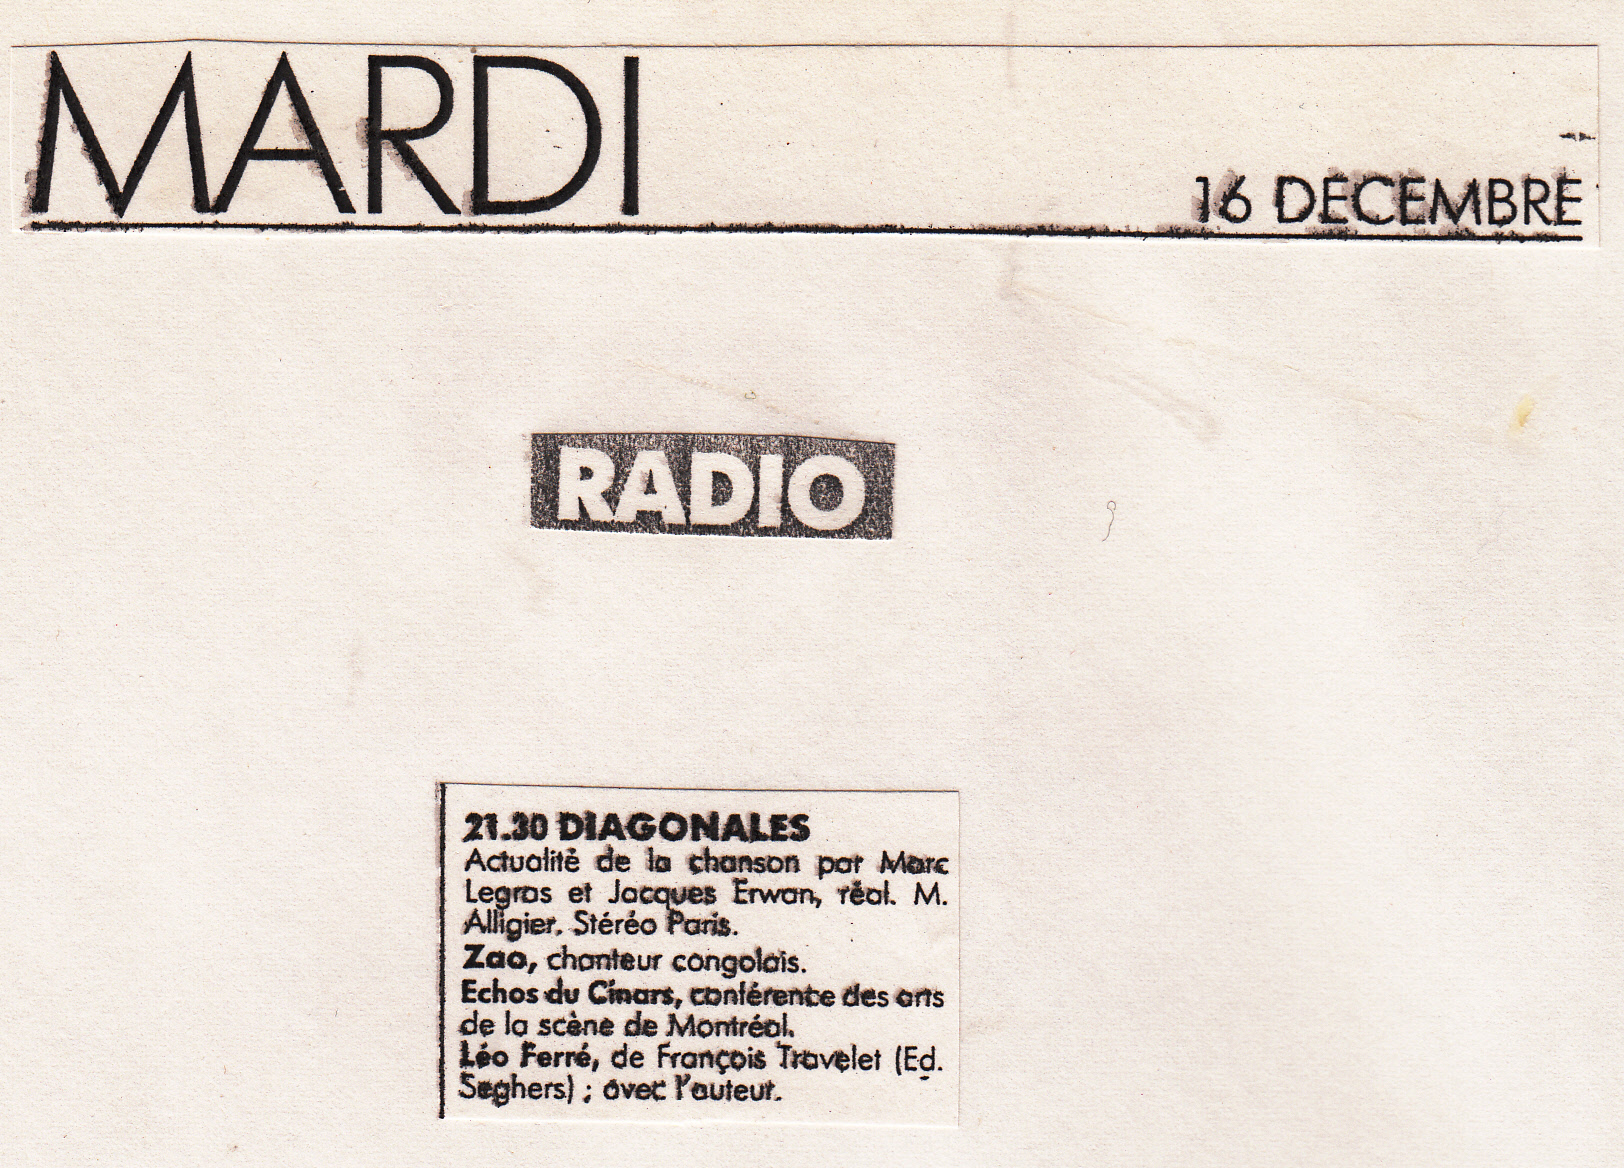 MARDI
16 DECEMBRE
RADIO
21.30 DIAGONALES
Actualité de la chanson par Marc
Legras et Jacques Erwan, réal. M.
Alligier. Stéréo Paris.
Zao, chanteur congolais.
Echos du Cinars, conférence des arts
de la scène de Montréal.
Léo Ferré, de François Travelet (Ed.
Seghers) ; avec l'auteur.